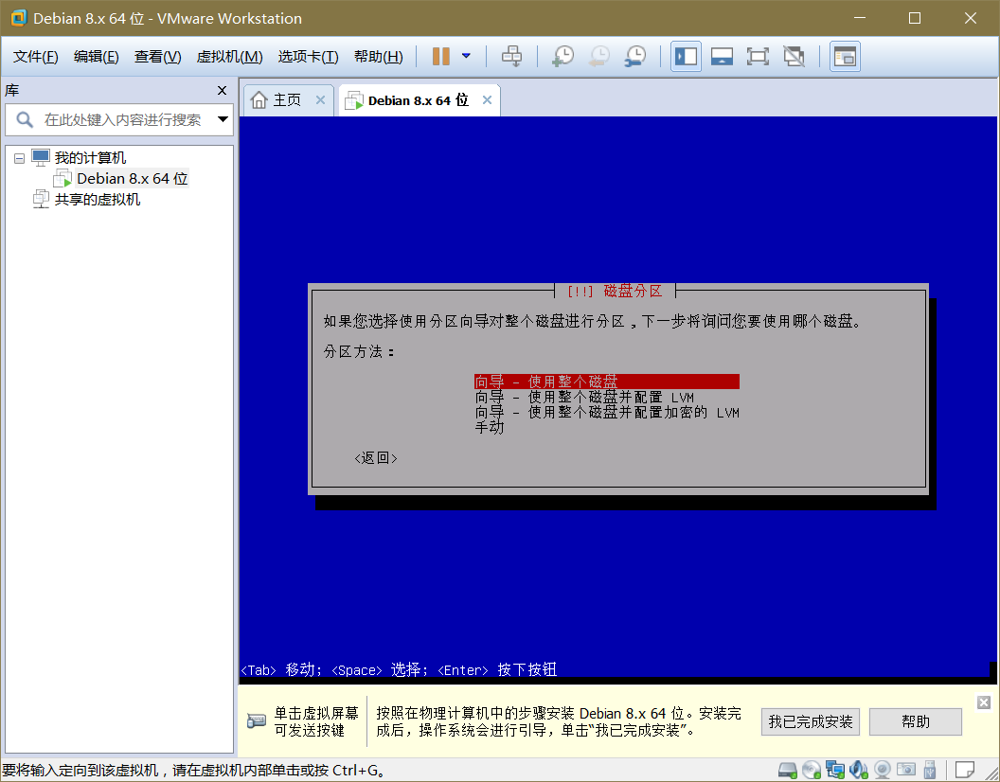 Debian 8.x 64 位 - VMware Workstation
文件(F) 编辑(E) 查看(V) 虚拟机(M) 选项卡(T) 帮助(H)
库
在此处键入内容进行搜索
我的计算机
Debian 8.x 64 位
共享的虚拟机
主页 Debian 8.x 64 位
[!!] 磁盘分区
如果您选择使用分区向导对整个磁盘进行分区，下一步将询问您要使用哪个磁盘。
分区方法：
向导 - 使用整个磁盘
向导 - 使用整个磁盘并配置 LVM
向导 - 使用整个磁盘并配置加密的 LVM
手动
<返回>
<Tab> 移动; <Space> 选择; <Enter> 按下按钮
单击虚拟屏幕
可发送按键
按照在物理计算机中的步骤安装 Debian 8.x 64 位。安装完
成后，操作系统会进行引导，单击“我已完成安装”。
我已完成安装 帮助
要将输入定向到该虚拟机，请在虚拟机内部单击或按 Ctrl+G。